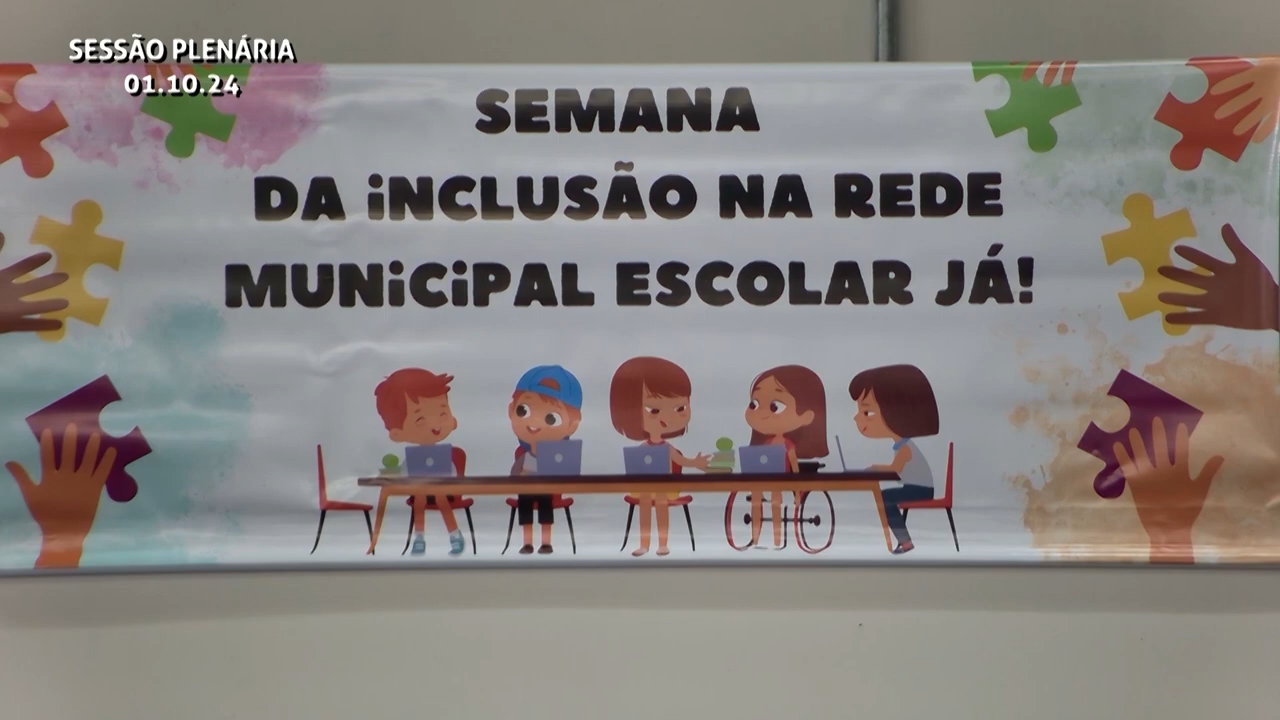 SESSÃO PLENÁRIA
01.10.24
SEMANA
DA iNCLUSÃO NA REDE
MUNiCiPAL ESCOLAR JÁ!